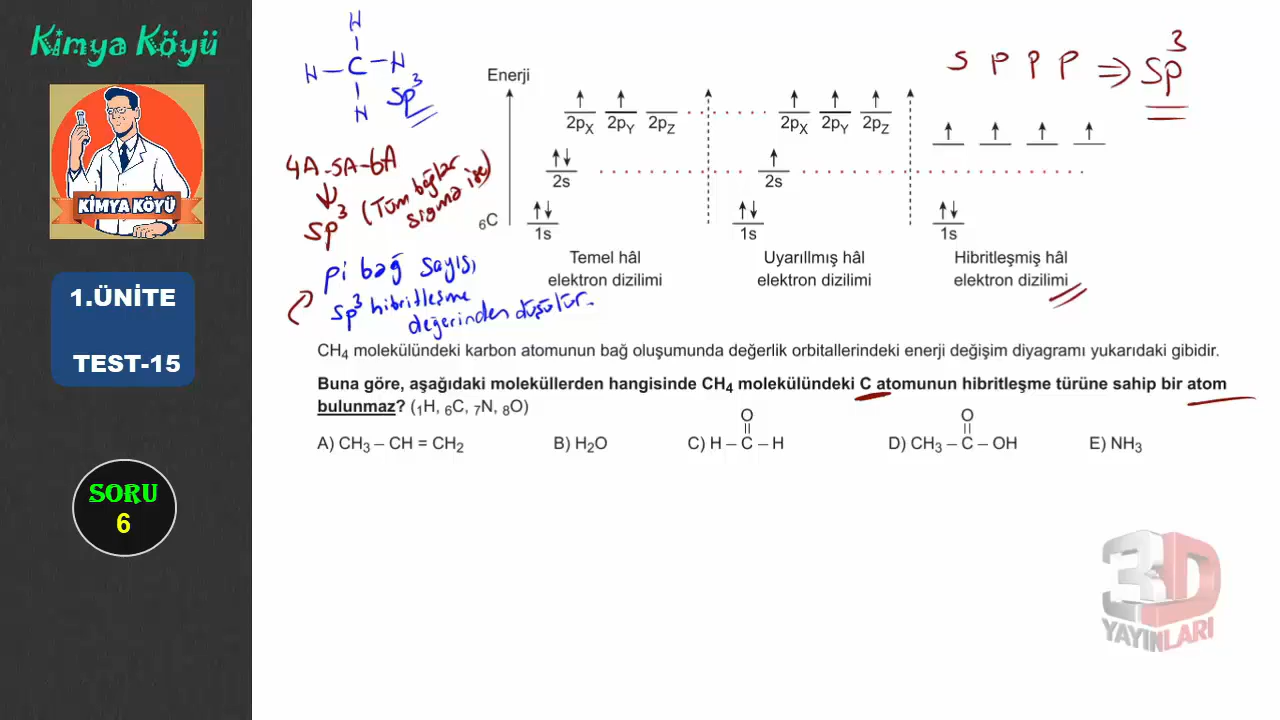 Kimya Köyü
KİMYA KÖYÜ
1.ÜNİTE
TEST-15
SORU
6
H
H – C – H
H
sp³
4A-5A-6A
sp³ (Tüm bağlar
sigma ise)
pi bağ sayısı
sp³ hibritleşme
değerinden düşülür.
s p p p ⇒ sp³
Enerji
2pX 2pY 2pZ
2pX 2pY 2pZ
2s
2s
6C
1s
1s
1s
Temel hâl
elektron dizilimi
Uyarıllmış hâl
elektron dizilimi
Hibritleşmiş hâl
elektron dizilimi
CH4 molekülündeki karbon atomunun bağ oluşumunda değerlik orbitallerindeki enerji değişim diyagramı yukarıdaki gibidir.
Buna göre, aşağıdaki moleküllerden hangisinde CH4 molekülündeki C atomunun hibritleşme türüne sahip bir atom
bulunmaz? (1H, 6C, 7N, 8O)
O
O
A) CH3 – CH = CH2 B) H2O C) H – C – H D) CH3 – C – OH E) NH3
3D
YAYINLARI